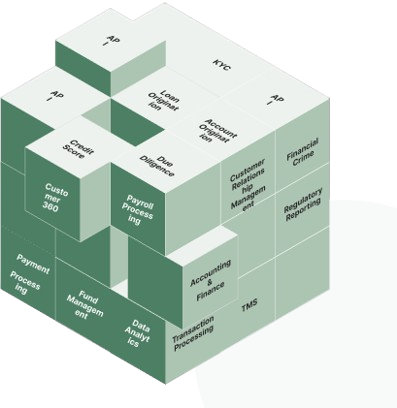 AP
I
KYC
AP
I
Loan
Originat
ion
AP
I
Account
Originat
ion
Credit
Score
Due
Diligence
Financial
Crime
Customer
Relations
hip
Managem
ent
Custo
mer
360
Payroll
Process
ing
Regulatory
Reporting
Payment
Process
ing
Accounting
&
Finance
Fund
Managem
ent
Data
Analyt
ics
TMS
Transaction
Processing